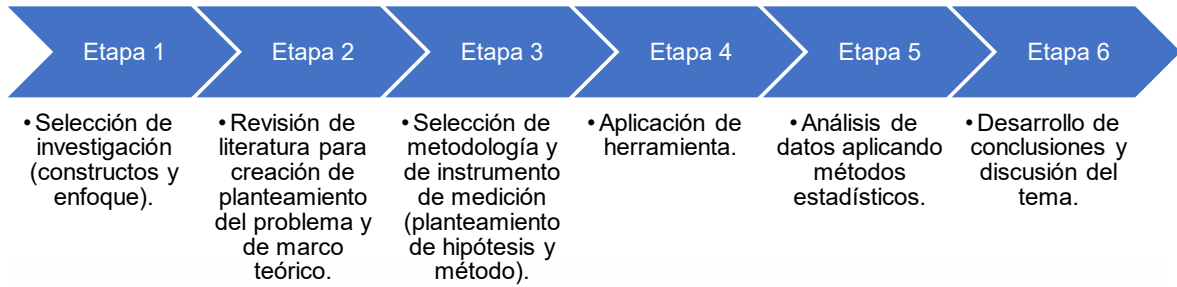 Etapa 1
Etapa 2
Etapa 3
Etapa 4
Etapa 5
Etapa 6
• Selección de
investigación
(constructos y
enfoque).
• Revisión de
literatura para
creación de
planteamiento
del problema y
de marco
teórico.
• Selección de
metodología y
de instrumento
de medición
(planteamiento
de hipótesis y
método).
• Aplicación de
herramienta.
• Análisis de
datos aplicando
métodos
estadísticos.
• Desarrollo de
conclusiones y
discusión del
tema.